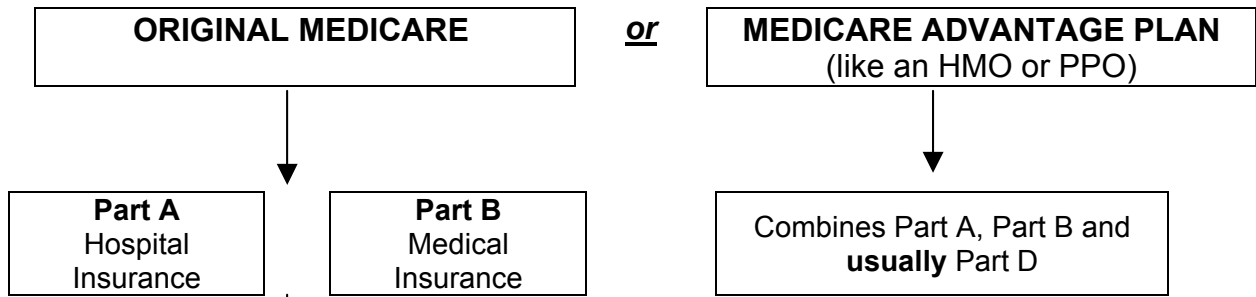 ORIGINAL MEDICARE
or
MEDICARE ADVANTAGE PLAN
(like an HMO or PPO)
Part A
Hospital
Insurance
Part B
Medical
Insurance
Combines Part A, Part B and
usually Part D